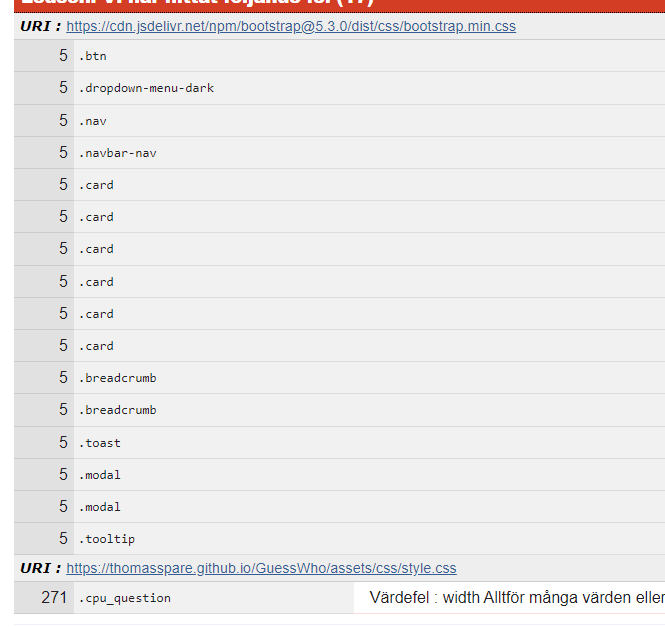 URI : https://cdn.jsdelivr.net/npm/bootstrap@5.3.0/dist/css/bootstrap.min.css
5 .btn
5 .dropdown-menu-dark
5 .nav
5 .navbar-nav
5 .card
5 .card
5 .card
5 .card
5 .card
5 .card
5 .breadcrumb
5 .breadcrumb
5 .toast
5 .modal
5 .modal
5 .tooltip
URI : https://thomasspare.github.io/GuessWho/assets/css/style.css
271 .cpu_question Värdefel : width Alltför många värden eller